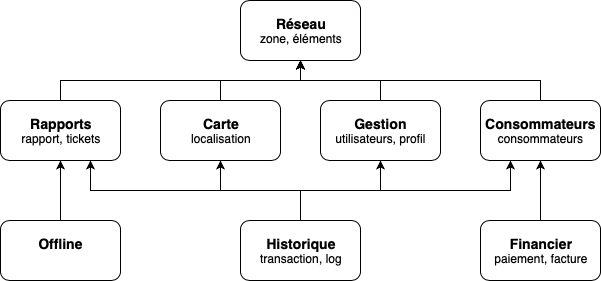 Réseau
zone, éléments
Rapports
rapport, tickets
Carte
localisation
Gestion
utilisateurs, profil
Consommateurs
consommateurs
Offline
Historique
transaction, log
Financier
paiement, facture